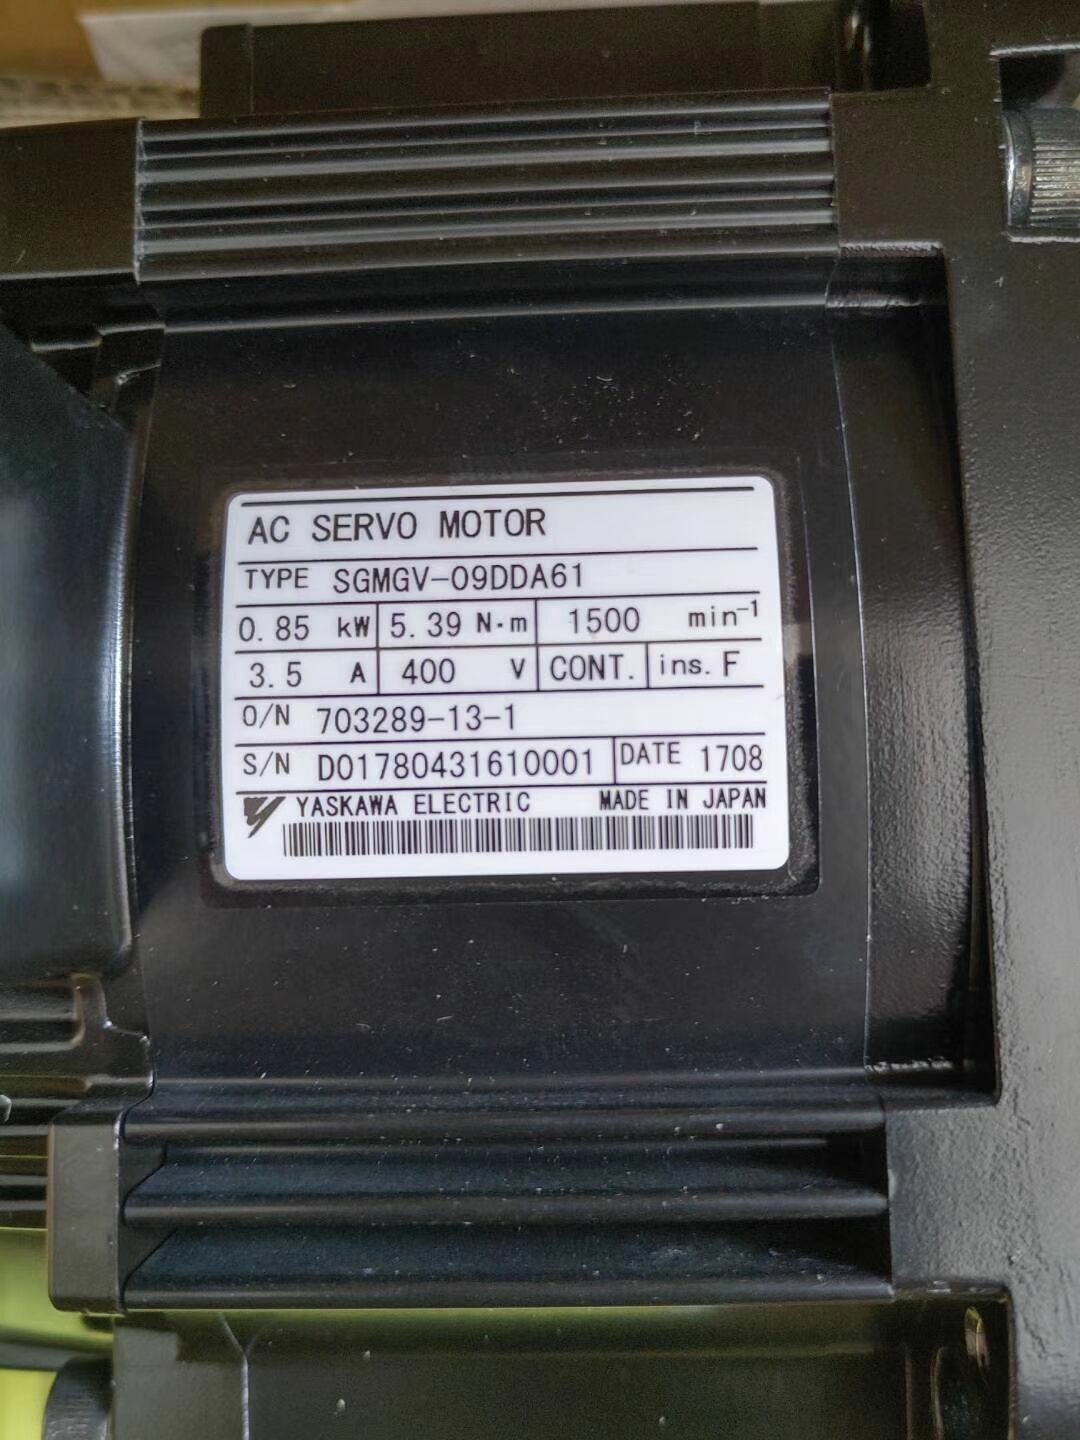 AC SERVO MOTOR
TYPE SGMGV-09DDA61
0.85 kW 5.39 N·m 1500 min-1
3.5 A 400 V CONT. ins. F
O/N 703289-13-1
S/N D01780431610001 DATE 1708
YASKAWA ELECTRIC MADE IN JAPAN